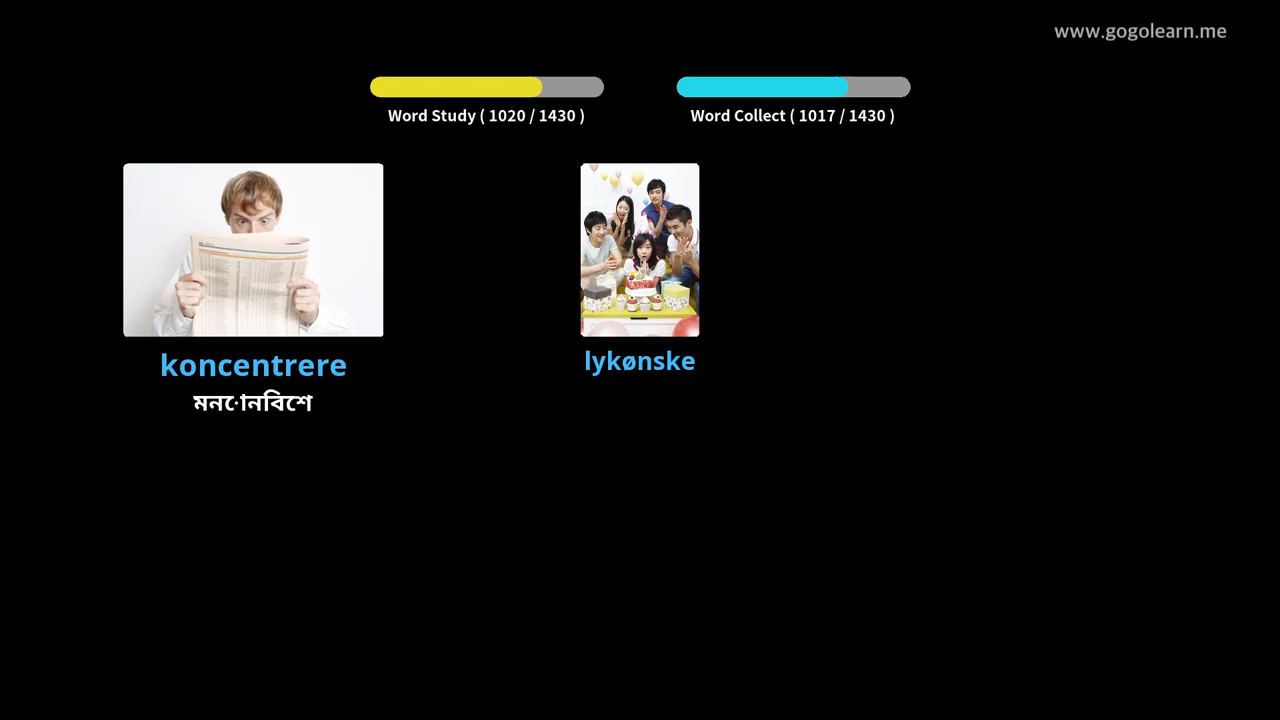 www.gogolearn.me
Word Study ( 1020 / 1430 )
Word Collect ( 1017 / 1430 )
koncentrere
lykønske
মনোনিবেশ